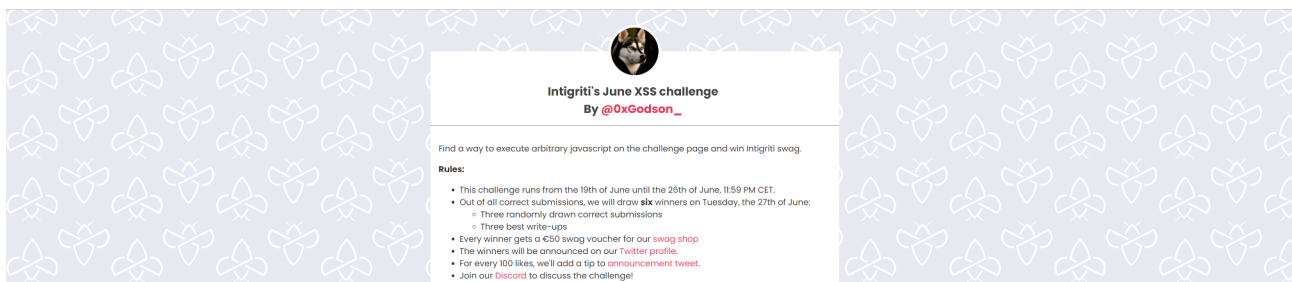 Intigriti's June XSS challenge
By @0xGodson_
Find a way to execute arbitrary javascript on the challenge page and win Intigriti swag.
Rules:
• This challenge runs from the 19th of June until the 26th of June, 11:59 PM CET.
• Out of all correct submissions, we will draw six winners on Tuesday, the 27th of June:
◦ Three randomly drawn correct submissions
◦ Three best write-ups
• Every winner gets a €50 swag voucher for our swag shop
• The winners will be announced on our Twitter profile.
• For every 100 likes, we'll add a tip to announcement tweet.
• Join our Discord to discuss the challenge!